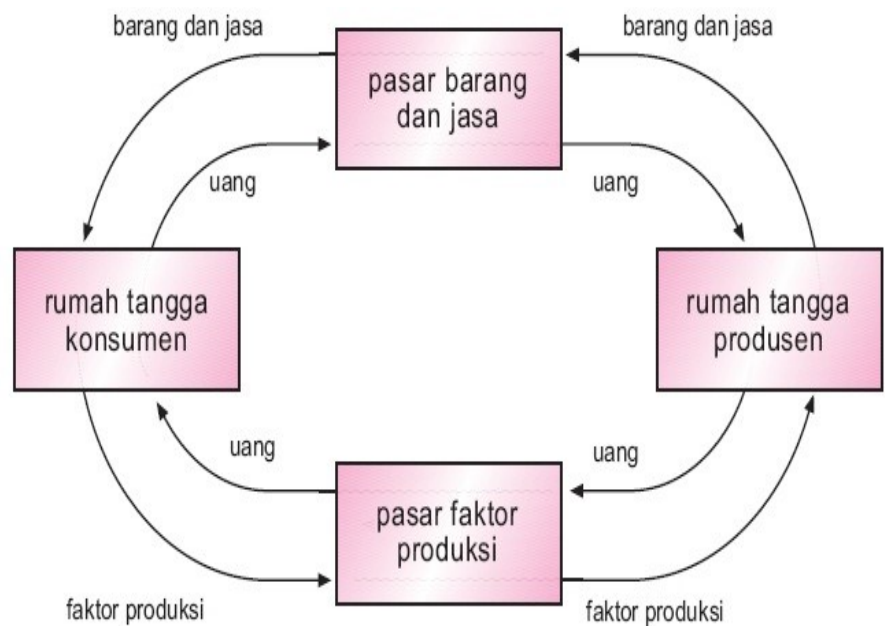 barang dan jasa
barang dan jasa
pasar barang
dan jasa
uang
uang
rumah tangga
konsumen
rumah tangga
produsen
uang
uang
pasar faktor
produksi
faktor produksi
faktor produksi